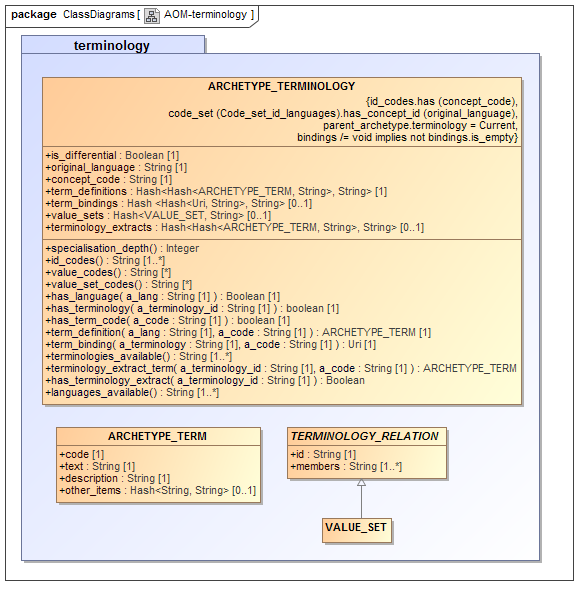 package ClassDiagrams [ AOM-terminology ]
terminology
ARCHETYPE_TERMINOLOGY
{id_codes.has (concept_code),
code_set (Code_set_id_languages).has_concept_id (original_language),
parent_archetype.terminology = Current,
bindings /= void implies not bindings.is_empty}
+is_differential : Boolean [1]
+original_language : String [1]
+concept_code : String [1]
+term_definitions : Hash<Hash<ARCHETYPE_TERM, String>, String> [1]
+term_bindings : Hash <Hash<Uri, String>, String> [0..1]
+value_sets : Hash<VALUE_SET, String> [0..1]
+terminology_extracts : Hash<Hash<ARCHETYPE_TERM, String>, String> [0..1]
+specialisation_depth() : Integer
+id_codes() : String [1..*]
+value_codes() : String [*]
+value_set_codes() : String [*]
+has_language( a_lang : String [1] ) : Boolean [1]
+has_terminology( a_terminology_id : String [1] ) : boolean [1]
+has_term_code( a_code : String [1] ) : boolean [1]
+term_definition( a_lang : String [1], a_code : String [1] ) : ARCHETYPE_TERM [1]
+term_binding( a_terminology : String [1], a_code : String [1] ) : Uri [1]
+terminologies_available() : String [1..*]
+terminology_extract_term( a_terminology_id : String [1], a_code : String [1] ) : ARCHETYPE_TERM
+has_terminology_extract( a_terminology_id : String [1] ) : Boolean
+languages_available() : String [1..*]
ARCHETYPE_TERM
+code [1]
+text : String [1]
+description : String [1]
+other_items : Hash<String, String> [0..1]
TERMINOLOGY_RELATION
+id : String [1]
+members : String [1..*]
VALUE_SET